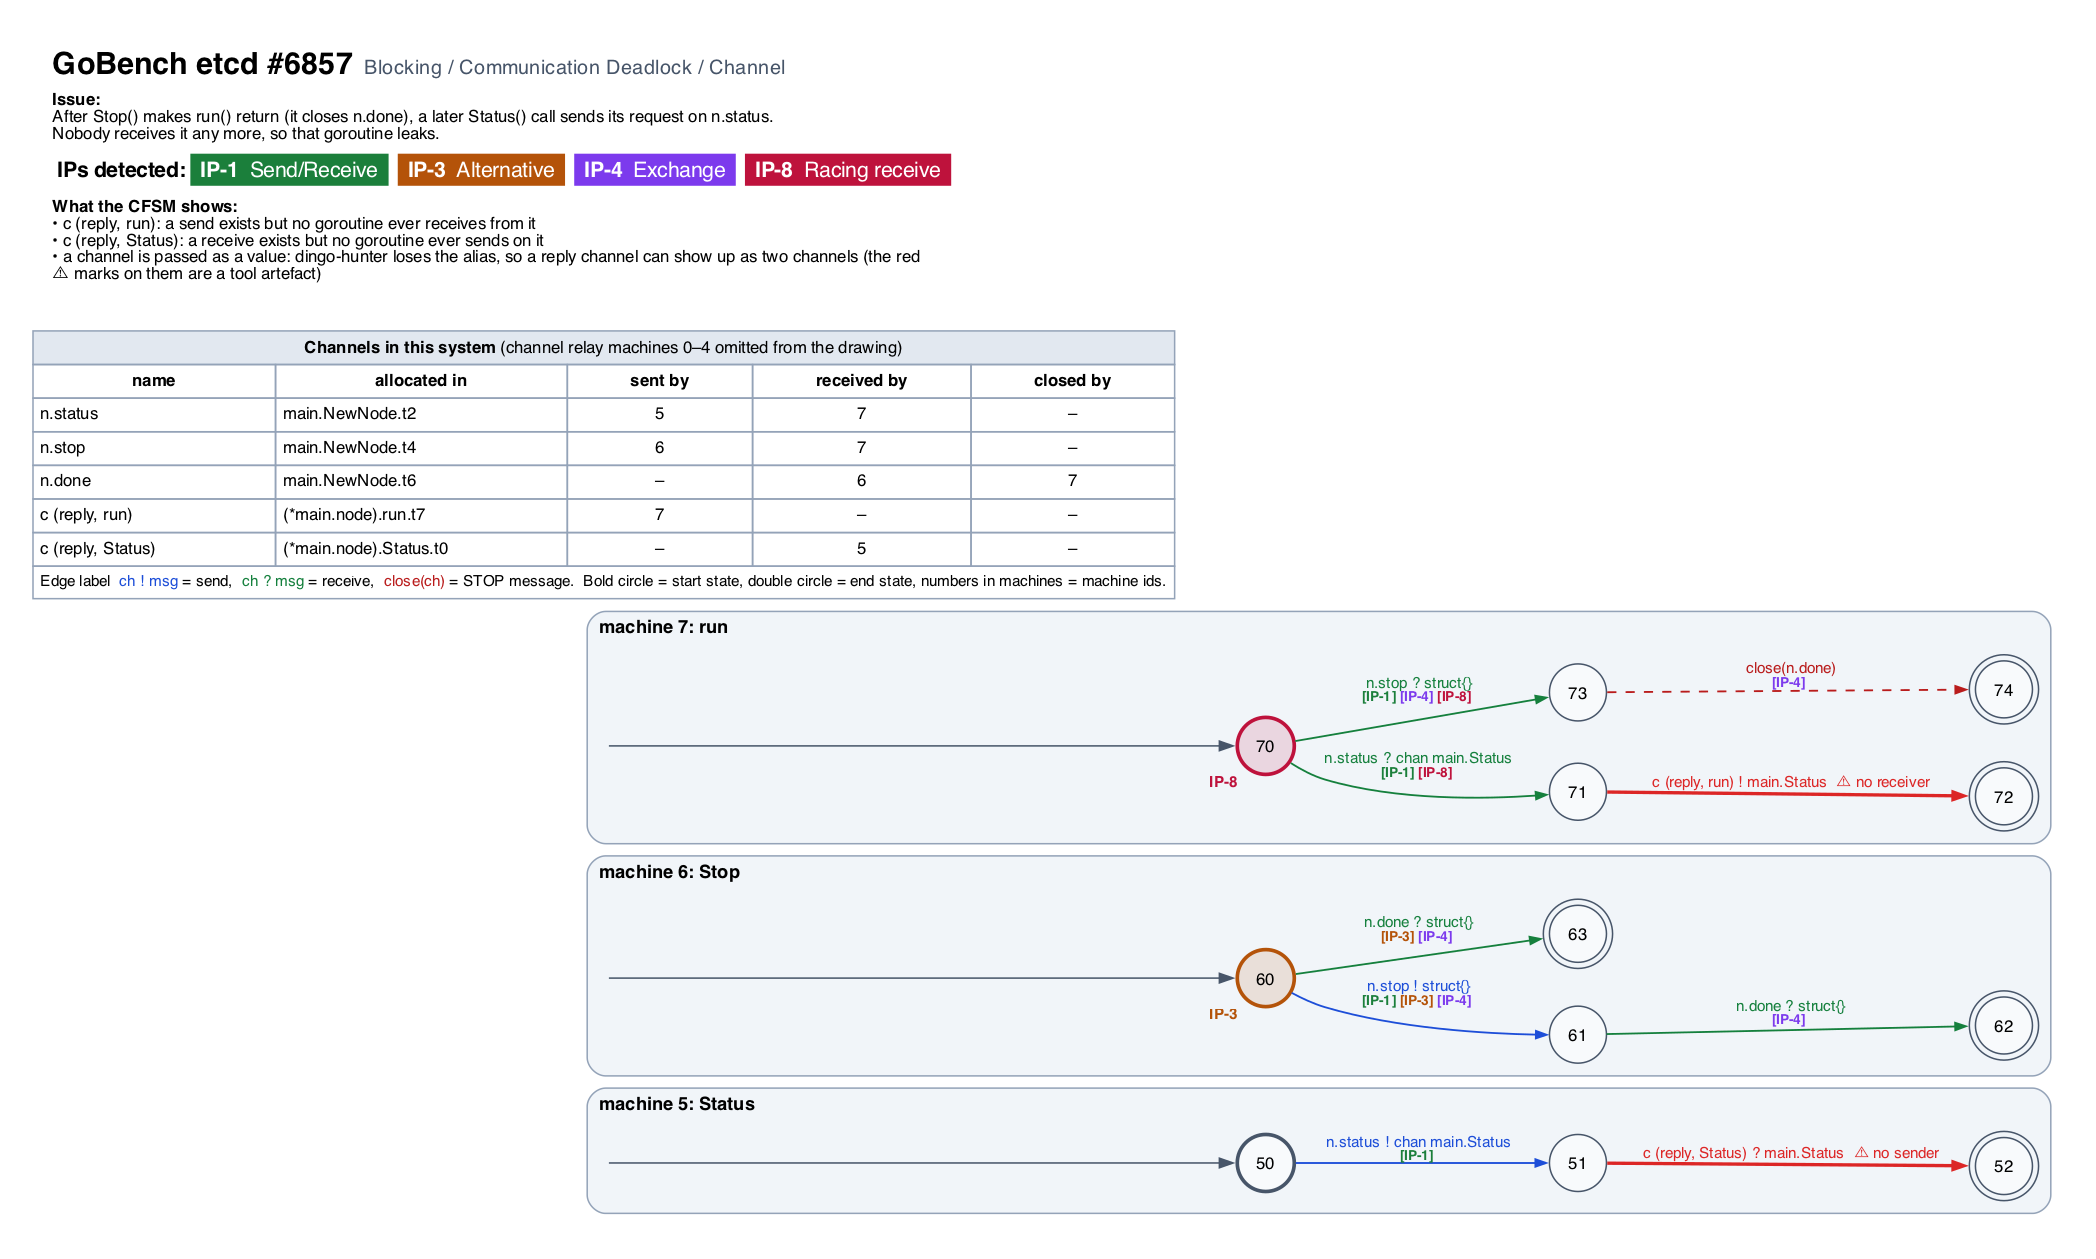 GoBench etcd #6857 Blocking / Communication Deadlock / Channel
Issue:
After Stop() makes run() return (it closes n.done), a later Status() call sends its request on n.status.
Nobody receives it any more, so that goroutine leaks.
IPs detected: IP-1 Send/Receive IP-3 Alternative IP-4 Exchange IP-8 Racing receive
What the CFSM shows:
• c (reply, run): a send exists but no goroutine ever receives from it
• c (reply, Status): a receive exists but no goroutine ever sends on it
• a channel is passed as a value: dingo-hunter loses the alias, so a reply channel can show up as two channels (the red
⚠ marks on them are a tool artefact)
Channels in this system (channel relay machines 0–4 omitted from the drawing)
name allocated in sent by received by closed by
n.status main.NewNode.t2 5 7 –
n.stop main.NewNode.t4 6 7 –
n.done main.NewNode.t6 – 6 7
c (reply, run) (*main.node).run.t7 7 – –
c (reply, Status) (*main.node).Status.t0 – 5 –
Edge label ch ! msg = send, ch ? msg = receive, close(ch) = STOP message. Bold circle = start state, double circle = end state, numbers in machines = machine ids.
machine 7: run
n.stop ? struct{}
[IP-1] [IP-4] [IP-8]
73
close(n.done)
[IP-4]
74
70
IP-8
n.status ? chan main.Status
[IP-1] [IP-8]
71
c (reply, run) ! main.Status ⚠ no receiver
72
machine 6: Stop
n.done ? struct{}
[IP-3] [IP-4]
63
60
IP-3
n.stop ! struct{}
[IP-1] [IP-3] [IP-4]
61
n.done ? struct{}
[IP-4]
62
machine 5: Status
50
n.status ! chan main.Status
[IP-1]
51
c (reply, Status) ? main.Status ⚠ no sender
52